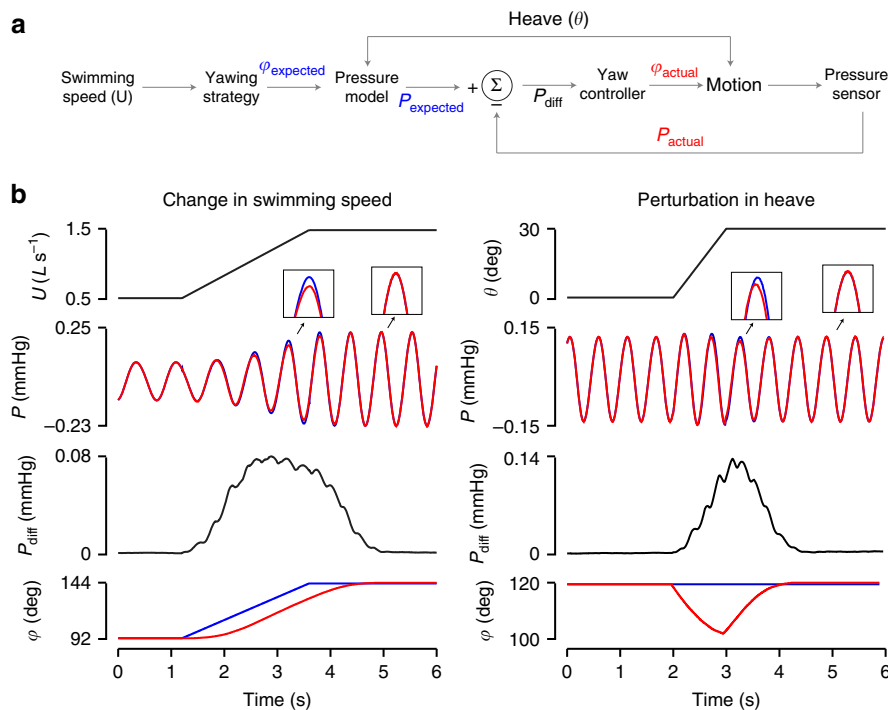 a
Heave (θ)
Swimming speed (U)
Yawing strategy
φexpected
Pressure model
Pexpected
+
Σ
−
Pdiff
Yaw controller
φactual
Motion
Pressure sensor
Pactual
b
Change in swimming speed
U (L s⁻¹)
1.5
0.5
P (mmHg)
0.25
−0.23
Pdiff (mmHg)
0.08
0
φ (deg)
144
92
0 1 2 3 4 5 6
Time (s)
Perturbation in heave
θ (deg)
30
0
P (mmHg)
0.15
−0.15
Pdiff (mmHg)
0.14
0
φ (deg)
120
100
0 1 2 3 4 5 6
Time (s)